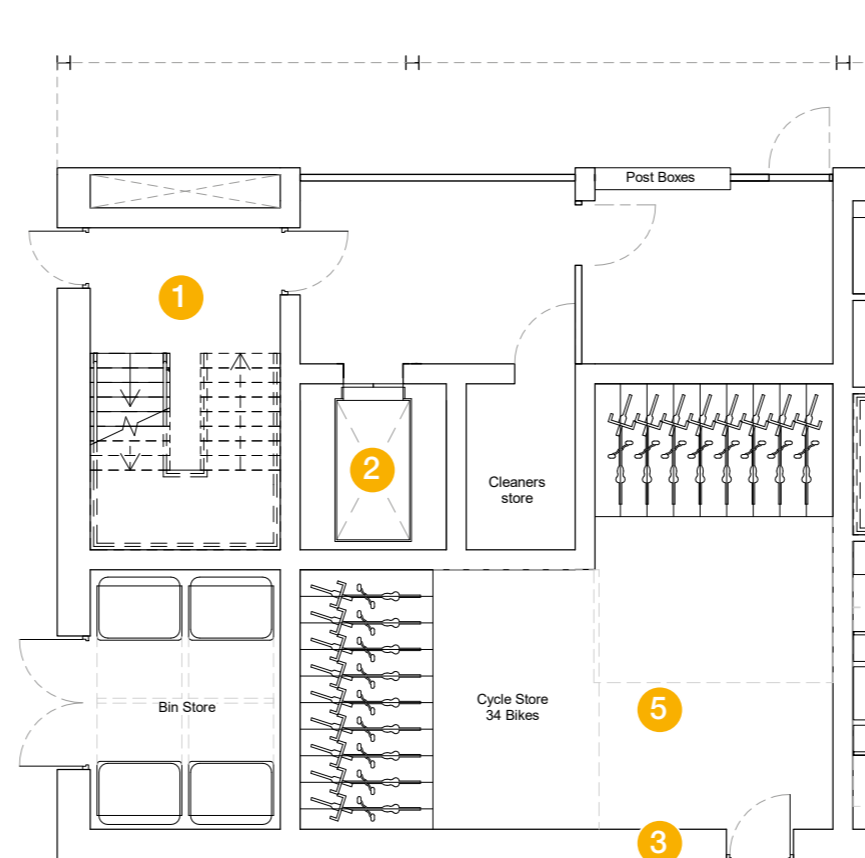 Post Boxes
1
2
Cleaners
store
Cycle Store
34 Bikes
Bin Store
5
3